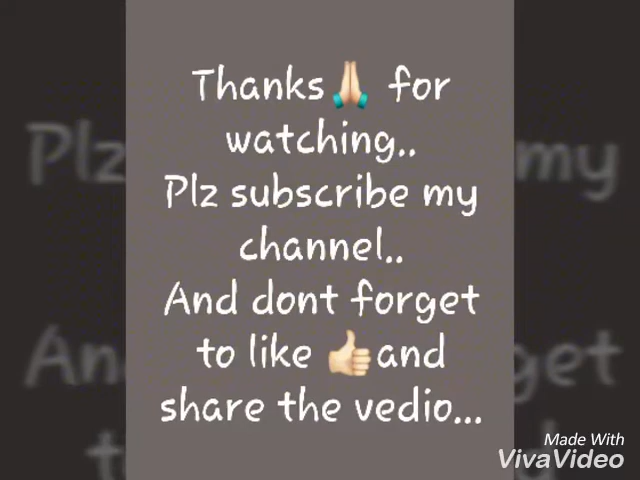 Thanks🙏🏻 for
watching..
Plz subscribe my
channel..
And dont forget
to like 👍🏻and
share the vedio...
Made With
VivaVideo